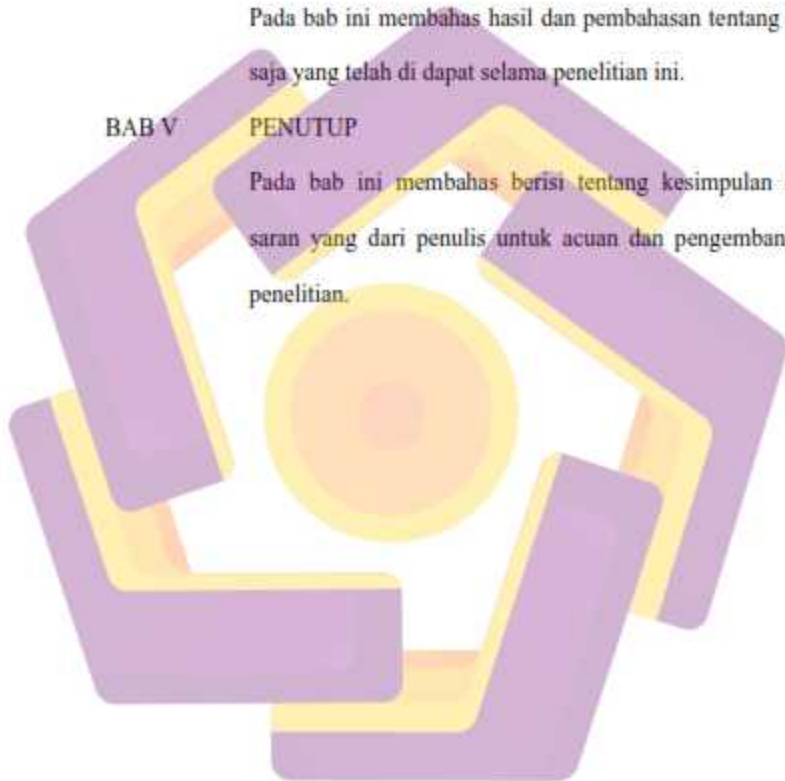 Pada bab ini membahas hasil dan pembahasan tentang
saja yang telah di dapat selama penelitian ini.
BAB V PENUTUP
Pada bab ini membahas berisi tentang kesimpulan
saran yang dari penulis untuk acuan dan pengemban
penelitian.